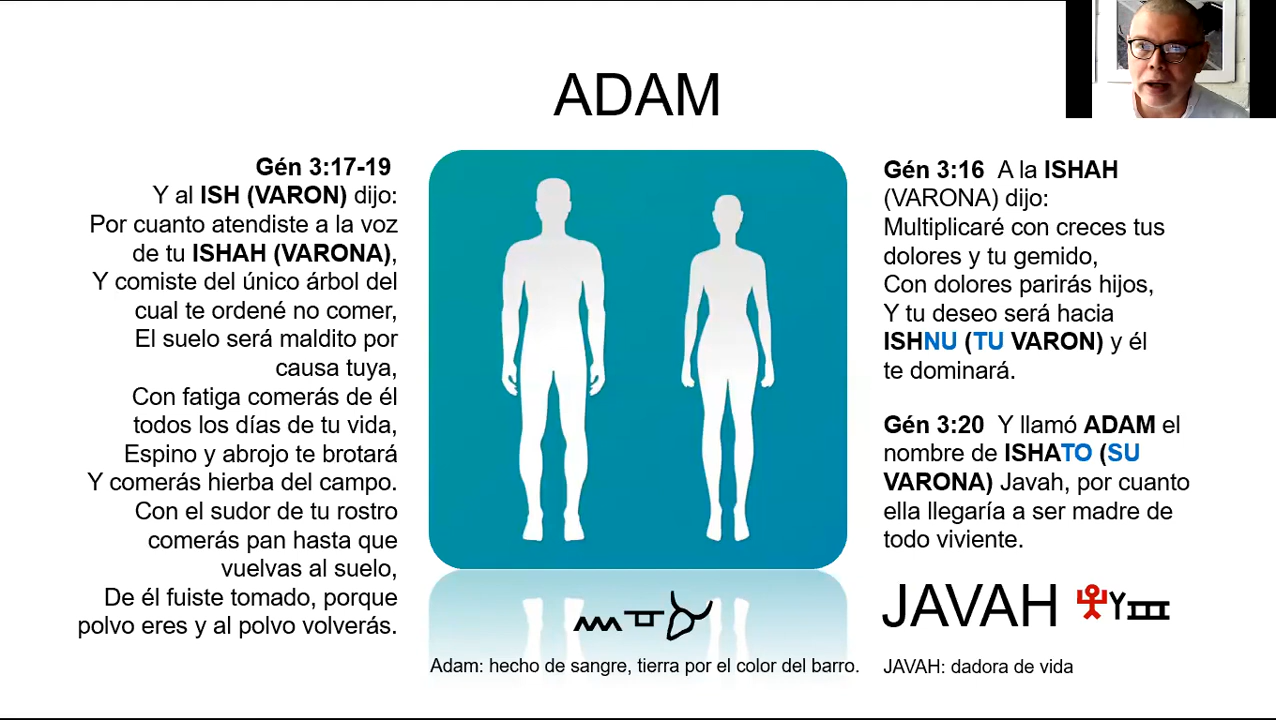 ADAM
Gén 3:17-19
Y al ISH (VARON) dijo:
Por cuanto atendiste a la voz
de tu ISHAH (VARONA),
Y comiste del único árbol del
cual te ordené no comer,
El suelo será maldito por
causa tuya,
Con fatiga comerás de él
todos los días de tu vida,
Espino y abrojo te brotará
Y comerás hierba del campo.
Con el sudor de tu rostro
comerás pan hasta que
vuelvas al suelo,
De él fuiste tomado, porque
polvo eres y al polvo volverás.
Adam: hecho de sangre, tierra por el color del barro.
Gén 3:16 A la ISHAH
(VARONA) dijo:
Multiplicaré con creces tus
dolores y tu gemido,
Con dolores parirás hijos,
Y tu deseo será hacia
ISHNU (TU VARON) y él
te dominará.
Gén 3:20 Y llamó ADAM el
nombre de ISHATO (SU
VARONA) Javah, por cuanto
ella llegaría a ser madre de
todo viviente.
JAVAH
JAVAH: dadora de vida